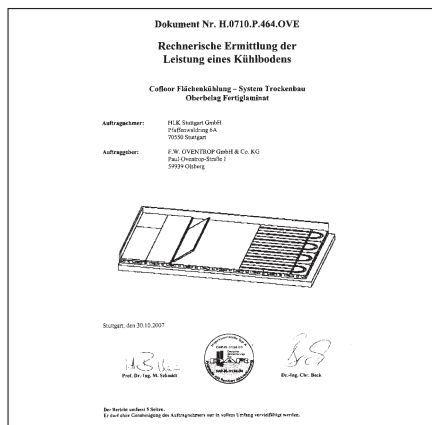 Dokument Nr. H.0710.P.464.OVE
Rechnerische Ermittlung der
Leistung eines Kühlbodens
Cofloor Flächenkühlung – System Trockenbau
Oberbelag Fertiglaminat
Auftragnehmer: HLK Stuttgart GmbH
Pfaffenwaldring 6A
70550 Stuttgart
Auftraggeber: F.W. OVENTROP GmbH & Co. KG
Paul-Oventrop-Straße 1
59939 Olsberg
Stuttgart, den 30.10.2007
Prof. Dr.-Ing. M. Schmidt
Dr.-Ing. Chr. Beck
Der Bericht umfasst 5 Seiten.
Er darf ohne Genehmigung des Auftragnehmers nur in vollem Umfang vervielfältigt werden.